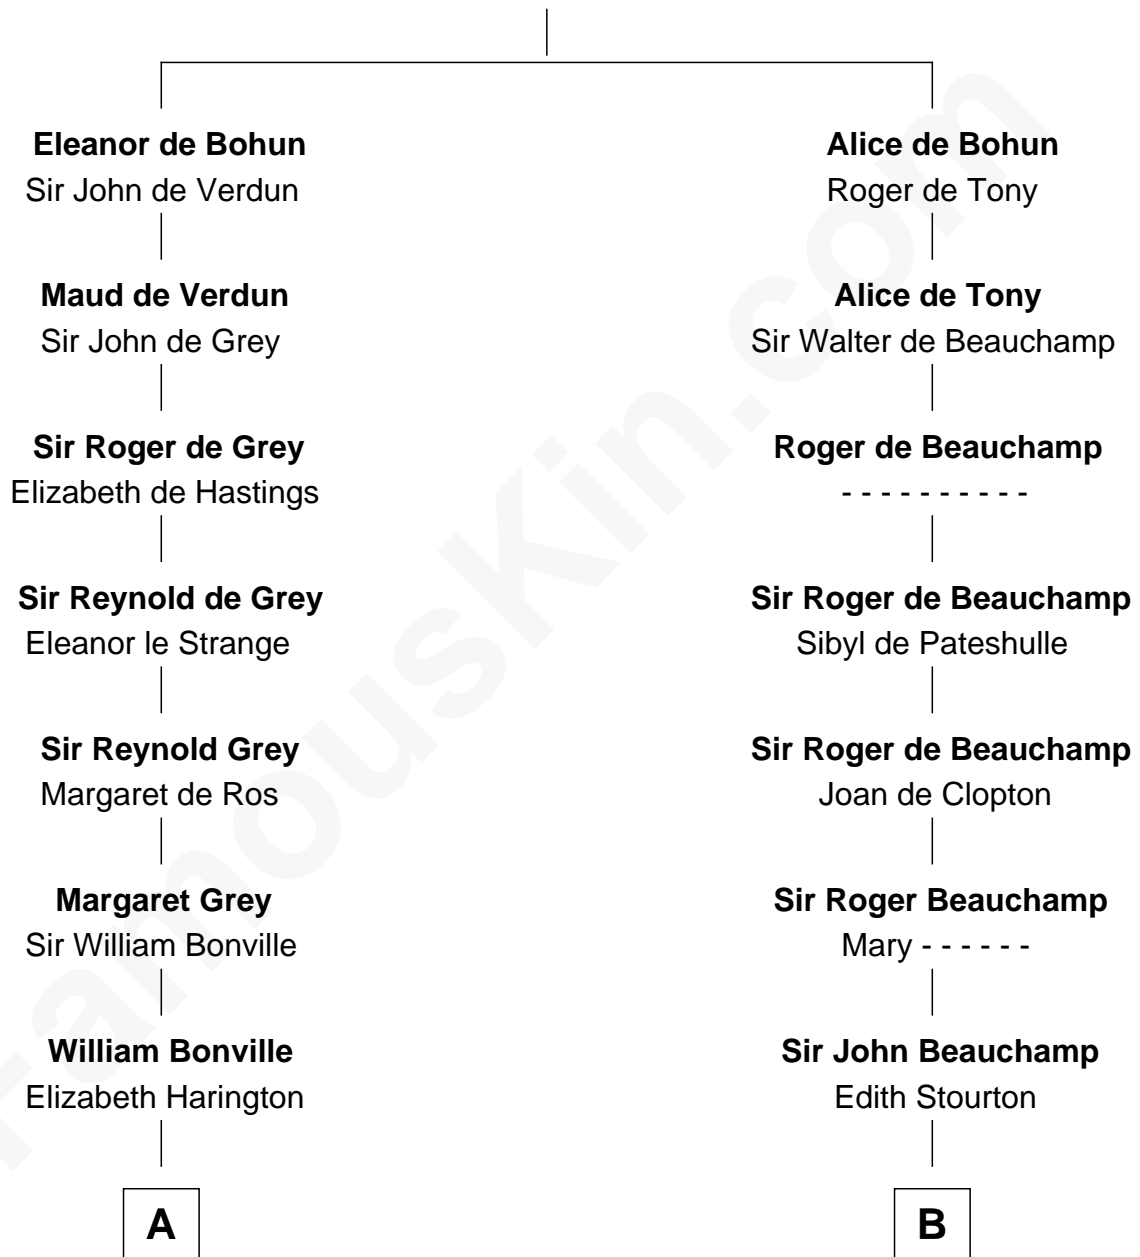 Eleanor de Bohun
Sir John de Verdun
Maud de Verdun
Sir John de Grey
Sir Roger de Grey
Elizabeth de Hastings
Sir Reynold de Grey
Eleanor le Strange
Sir Reynold Grey
Margaret de Ros
Margaret Grey
Sir William Bonville
William Bonville
Elizabeth Harington
A
Alice de Bohun
Roger de Tony
Alice de Tony
Sir Walter de Beauchamp
Roger de Beauchamp
- - - - - - - - - -
Sir Roger de Beauchamp
Sibyl de Pateshulle
Sir Roger de Beauchamp
Joan de Clopton
Sir Roger Beauchamp
Mary - - - - - -
Sir John Beauchamp
Edith Stourton
B
FamousKin.com